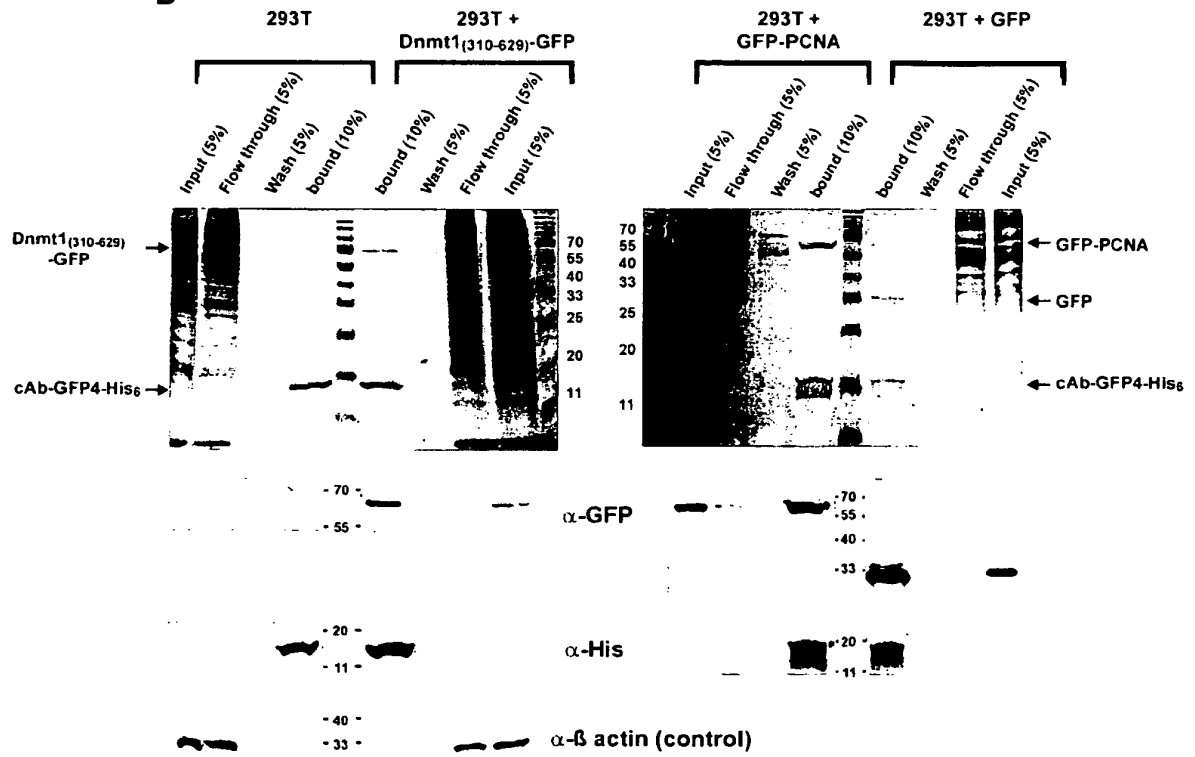 293T
293T +
Dnmt1(310-629)-GFP
293T +
GFP-PCNA
293T + GFP
Input (5%)
Flow through (5%)
Wash (5%)
bound (10%)
bound (10%)
Wash (5%)
Flow through (5%)
Input (5%)
Input (5%)
Flow through (5%)
Wash (5%)
bound (10%)
bound (10%)
Wash (5%)
Flow through (5%)
Input (5%)
Dnmt1(310-629)
-GFP
cAb-GFP4-His6
70
55
40
33
25
20
11
70
55
40
33
25
20
11
GFP-PCNA
GFP
cAb-GFP4-His6
- 70 -
- 55 -
α-GFP
- 70 -
- 55 -
- 40 -
- 33 -
- 20 -
- 11 -
α-His
- 20 -
- 11 -
- 40 -
- 33 -
α-ß actin (control)